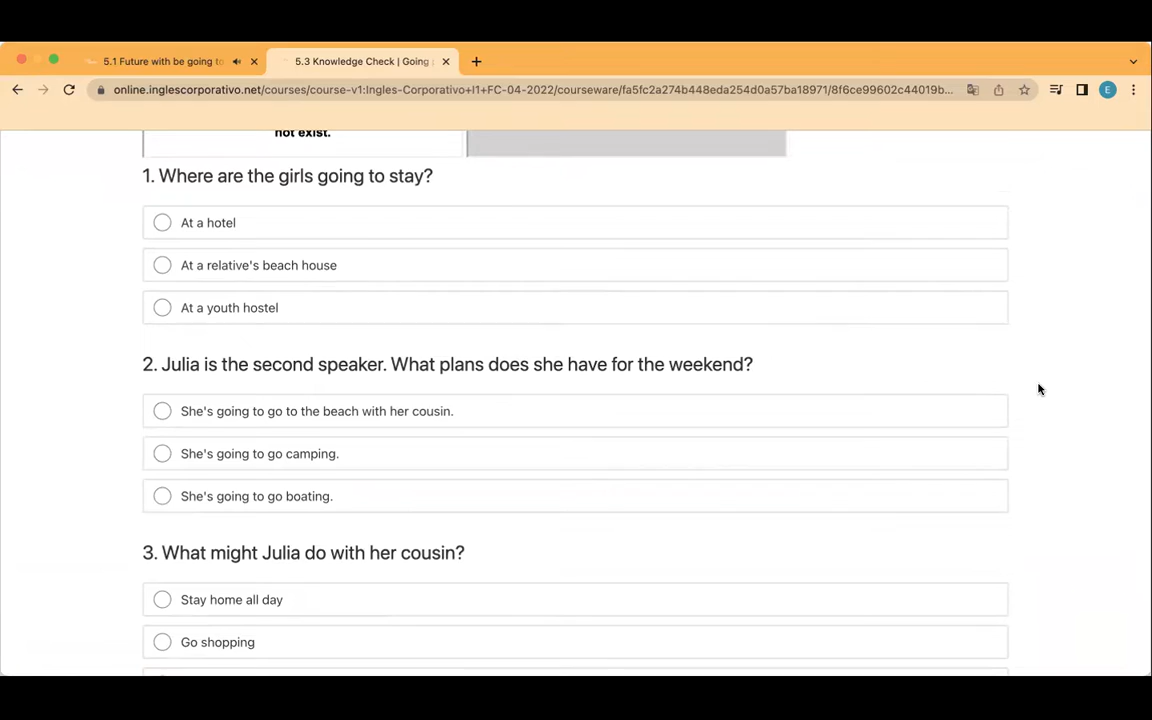 5.1 Future with be going to
5.3 Knowledge Check | Going
online.inglescorporativo.net/courses/course-v1:Ingles-Corporativo+I1+FC-04-2022/courseware/fa5fc2a274b448eda254d0a57ba18971/8f6ce99602c44019b...
E
not exist.
1. Where are the girls going to stay?
At a hotel
At a relative's beach house
At a youth hostel
2. Julia is the second speaker. What plans does she have for the weekend?
She's going to go to the beach with her cousin.
She's going to go camping.
She's going to go boating.
3. What might Julia do with her cousin?
Stay home all day
Go shopping